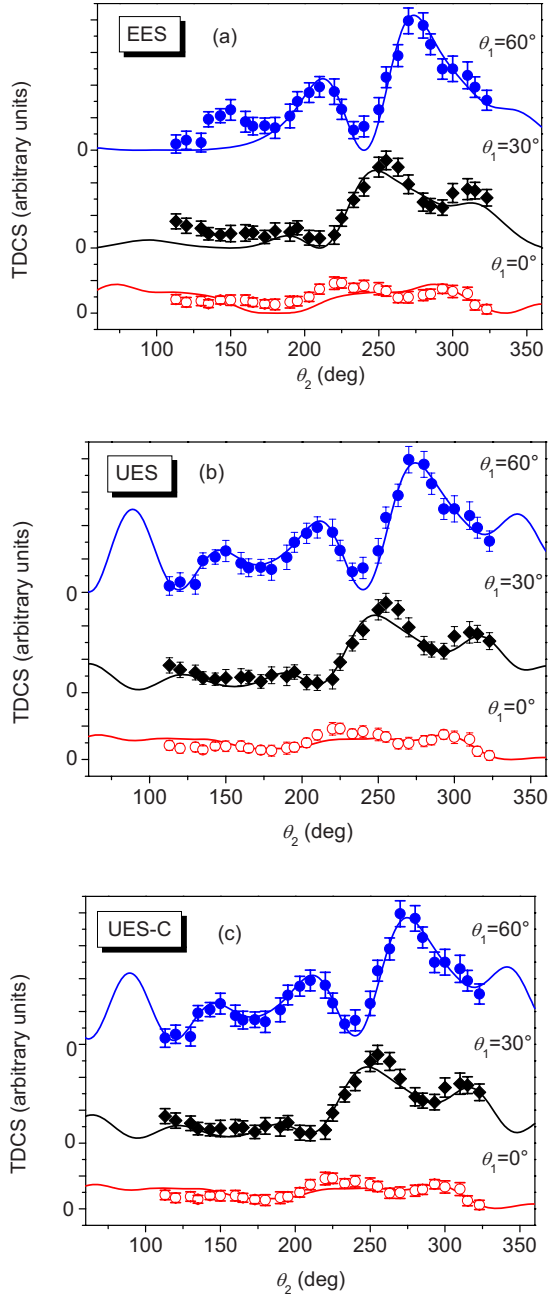 EES
(a)
θ₁=60°
0
θ₁=30°
0
θ₁=0°
0
TDCS (arbitrary units)
100 150 200 250 300 350
θ₂ (deg)
UES
(b)
θ₁=60°
0
θ₁=30°
0
θ₁=0°
0
TDCS (arbitrary units)
100 150 200 250 300 350
θ₂ (deg)
UES-C
(c)
θ₁=60°
0
θ₁=30°
0
θ₁=0°
0
TDCS (arbitrary units)
100 150 200 250 300 350
θ₂ (deg)